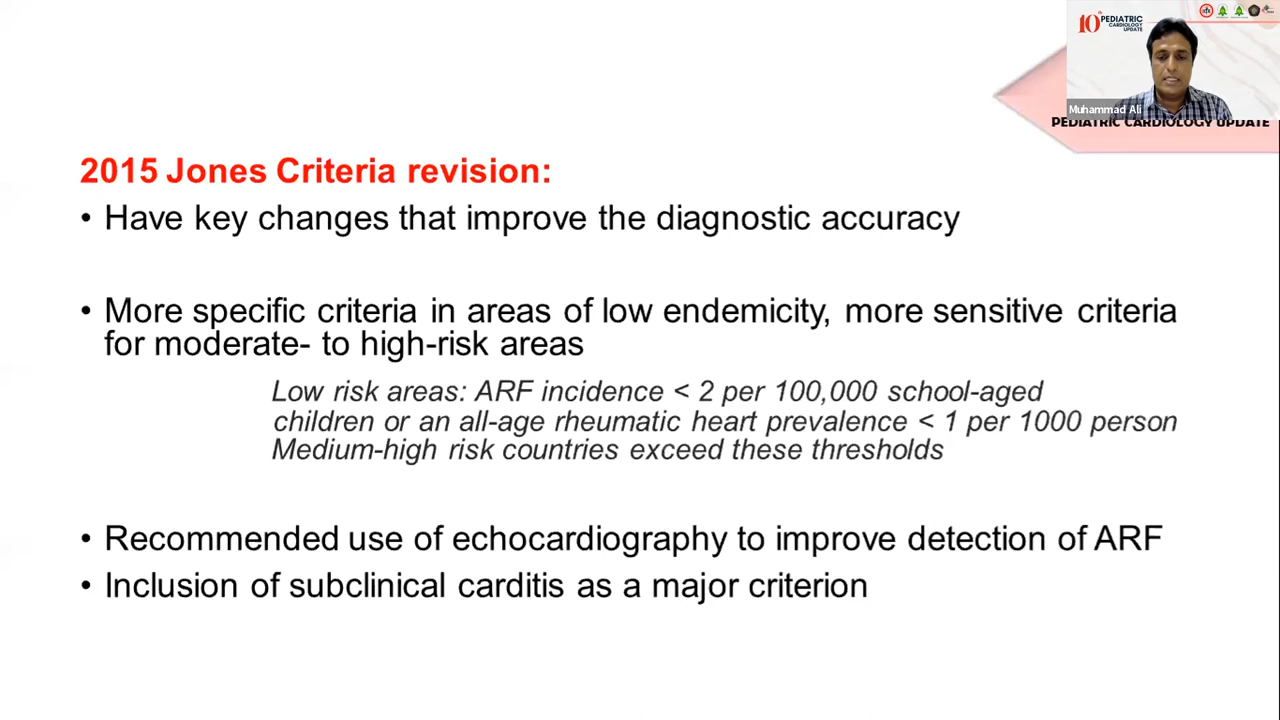 10th PEDIATRIC
CARDIOLOGY
UPDATE
Muhammad Ali
PEDIATRIC CARDIOLOGY UPDATE
2015 Jones Criteria revision:
• Have key changes that improve the diagnostic accuracy
• More specific criteria in areas of low endemicity, more sensitive criteria
for moderate- to high-risk areas
Low risk areas: ARF incidence < 2 per 100,000 school-aged
children or an all-age rheumatic heart prevalence < 1 per 1000 person
Medium-high risk countries exceed these thresholds
• Recommended use of echocardiography to improve detection of ARF
• Inclusion of subclinical carditis as a major criterion